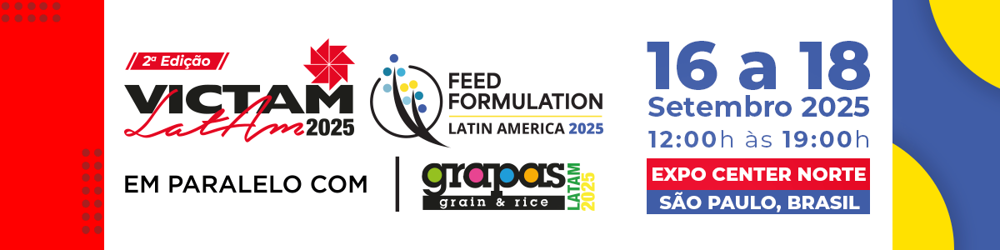 2ª Edição
VICTAM
LatAm 2025
FEED
FORMULATION
LATIN AMERICA 2025
EM PARALELO COM
grapas
grain & rice
LATAM
2025
16 a 18
Setembro 2025
12:00h às 19:00h
EXPO CENTER NORTE
SÃO PAULO, BRASIL